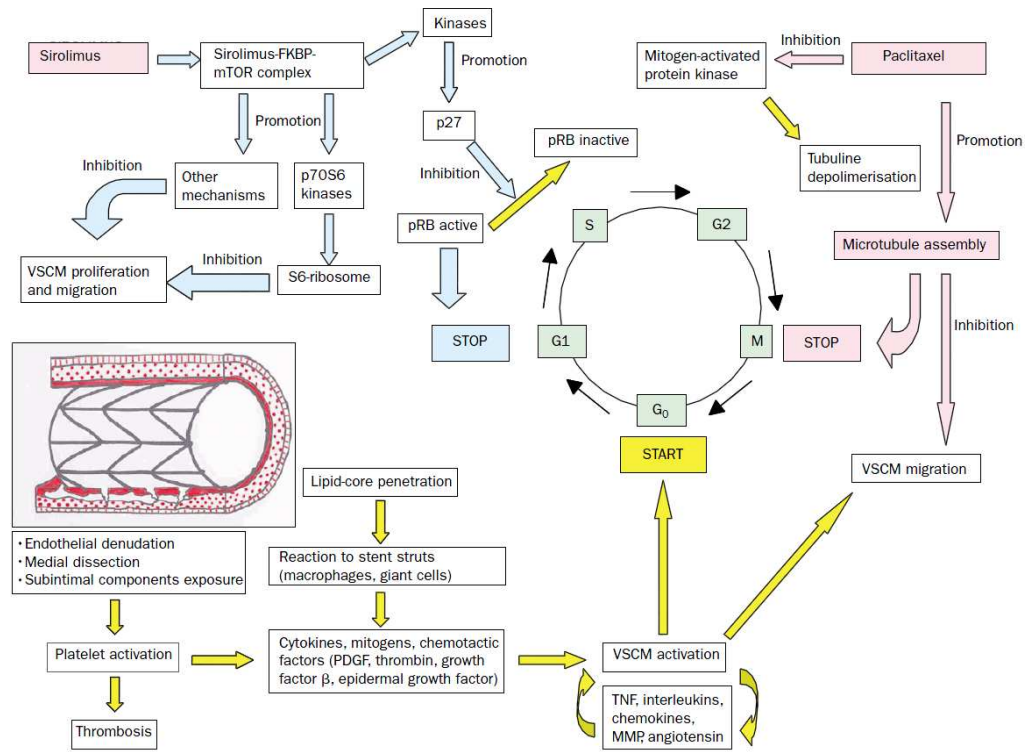 Sirolimus
Sirolimus-FKBP-
mTOR complex
Kinases
Promotion
Promotion
p27
Inhibition
Inhibition
Other
mechanisms
p70S6
kinases
pRB inactive
pRB active
VSCM proliferation
and migration
Inhibition
S6-ribosome
STOP
Mitogen-activated
protein kinase
Inhibition
Paclitaxel
Promotion
Tubuline
depolimerisation
Microtubule assembly
Inhibition
STOP
VSCM migration
S
G2
G1
M
G0
START
Lipid-core penetration
• Endothelial denudation
• Medial dissection
• Subintimal components exposure
Reaction to stent struts
(macrophages, giant cells)
Platelet activation
Cytokines, mitogens, chemotactic
factors (PDGF, thrombin, growth
factor β, epidermal growth factor)
VSCM activation
TNF, interleukins,
chemokines,
MMP, angiotensin
Thrombosis